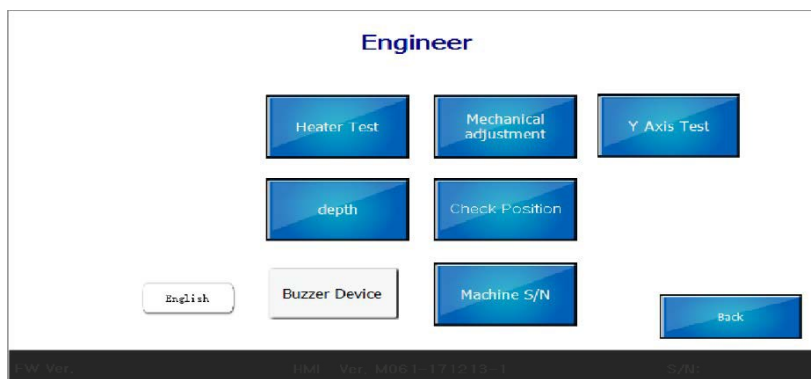 Engineer
Heater Test
Mechanical
adjustment
Y Axis Test
depth
Check Position
English
Buzzer Device
Machine S/N
Back
FW Ver.
HMI Ver. M061-171213-1
S/N: